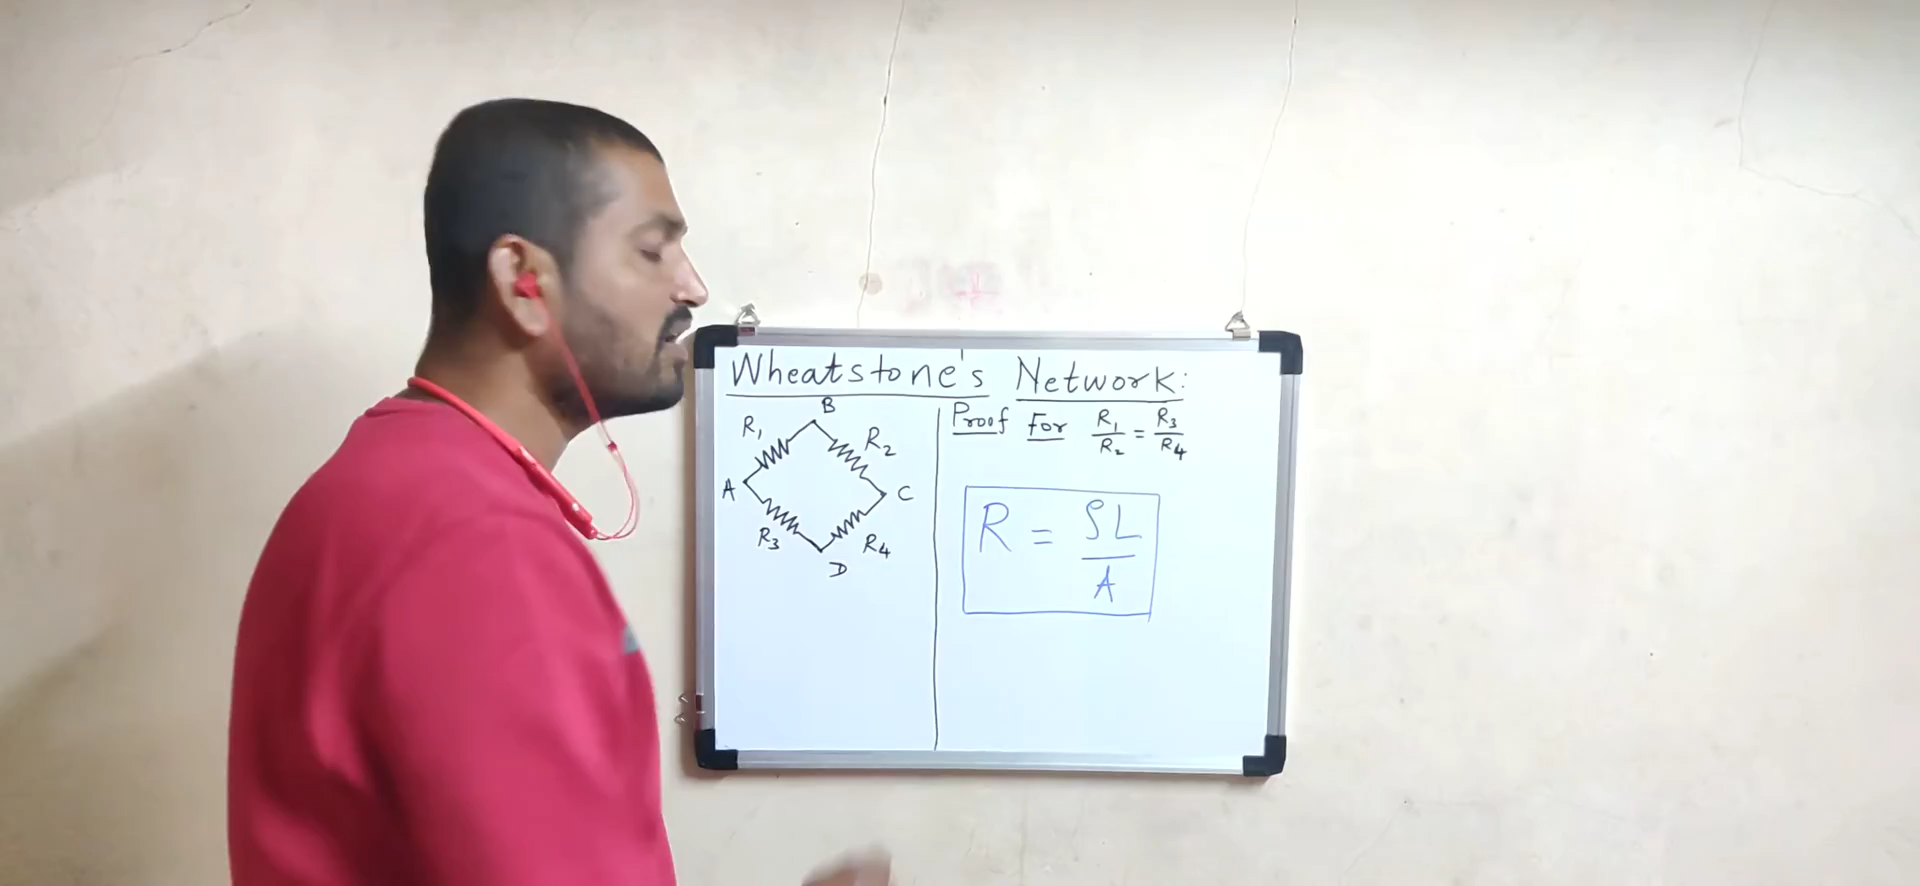 Wheatstone's Network:
B
R₁
R₂
A
C
R₃
R₄
D
Proof For R₁/R₂ = R₃/R₄
R = ρL/A